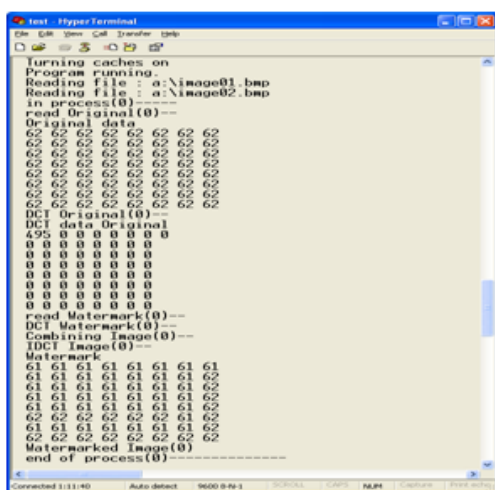 test - HyperTerminal
File Edit View Call Transfer Help
Turning caches on
Program running.
Reading file : a:\image01.bmp
Reading file : a:\image02.bmp
in process(0)-----
read Original(0)--
Original data
62 62 62 62 62 62 62 62
62 62 62 62 62 62 62 62
62 62 62 62 62 62 62 62
62 62 62 62 62 62 62 62
62 62 62 62 62 62 62 62
62 62 62 62 62 62 62 62
62 62 62 62 62 62 62 62
62 62 62 62 62 62 62 62
DCT Original(0)--
DCT data Original
495 0 0 0 0 0 0 0
0 0 0 0 0 0 0 0
0 0 0 0 0 0 0 0
0 0 0 0 0 0 0 0
0 0 0 0 0 0 0 0
0 0 0 0 0 0 0 0
0 0 0 0 0 0 0 0
0 0 0 0 0 0 0 0
read Watermark(0)--
DCT Watermark(0)--
Combining Image(0)--
IDCT Image(0)--
Watermark
61 61 61 61 61 61 61 61
61 61 61 61 61 61 61 62
61 61 61 61 61 61 61 62
61 61 61 61 61 61 61 62
61 61 61 61 61 61 61 62
62 62 62 62 62 62 61 62
61 61 61 61 61 61 61 62
62 62 62 62 62 62 62 62
Watermarked Image(0)
end of process(0)--------------
Connected 1:11:40 Auto detect 9600 8-N-1 SCROLL CAPS NUM Capture Print echo